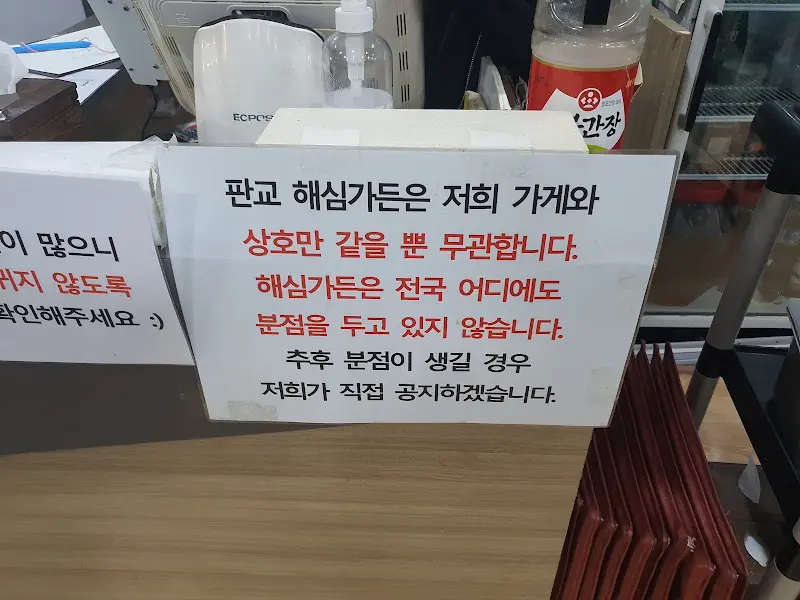 판교 해심가든은 저희 가게와
상호만 같을 뿐 무관합니다.
해심가든은 전국 어디에도
분점을 두고 있지 않습니다.
추후 분점이 생길 경우
저희가 직접 공지하겠습니다.
많으니
않도록
확인해주세요 :)
ECPOS
간장